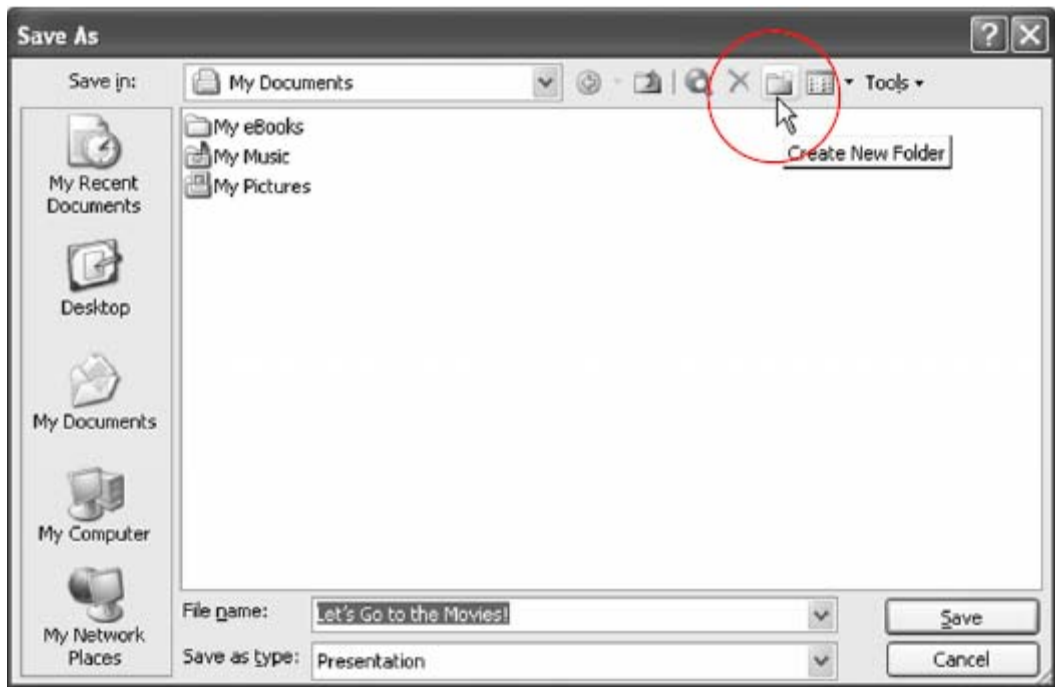 Save As
Save in:
My Documents
Tools
My eBooks
My Music
My Pictures
Create New Folder
My Recent
Documents
Desktop
My Documents
My Computer
My Network
Places
File name:
Let's Go to the Movies!
Save
Save as type:
Presentation
Cancel